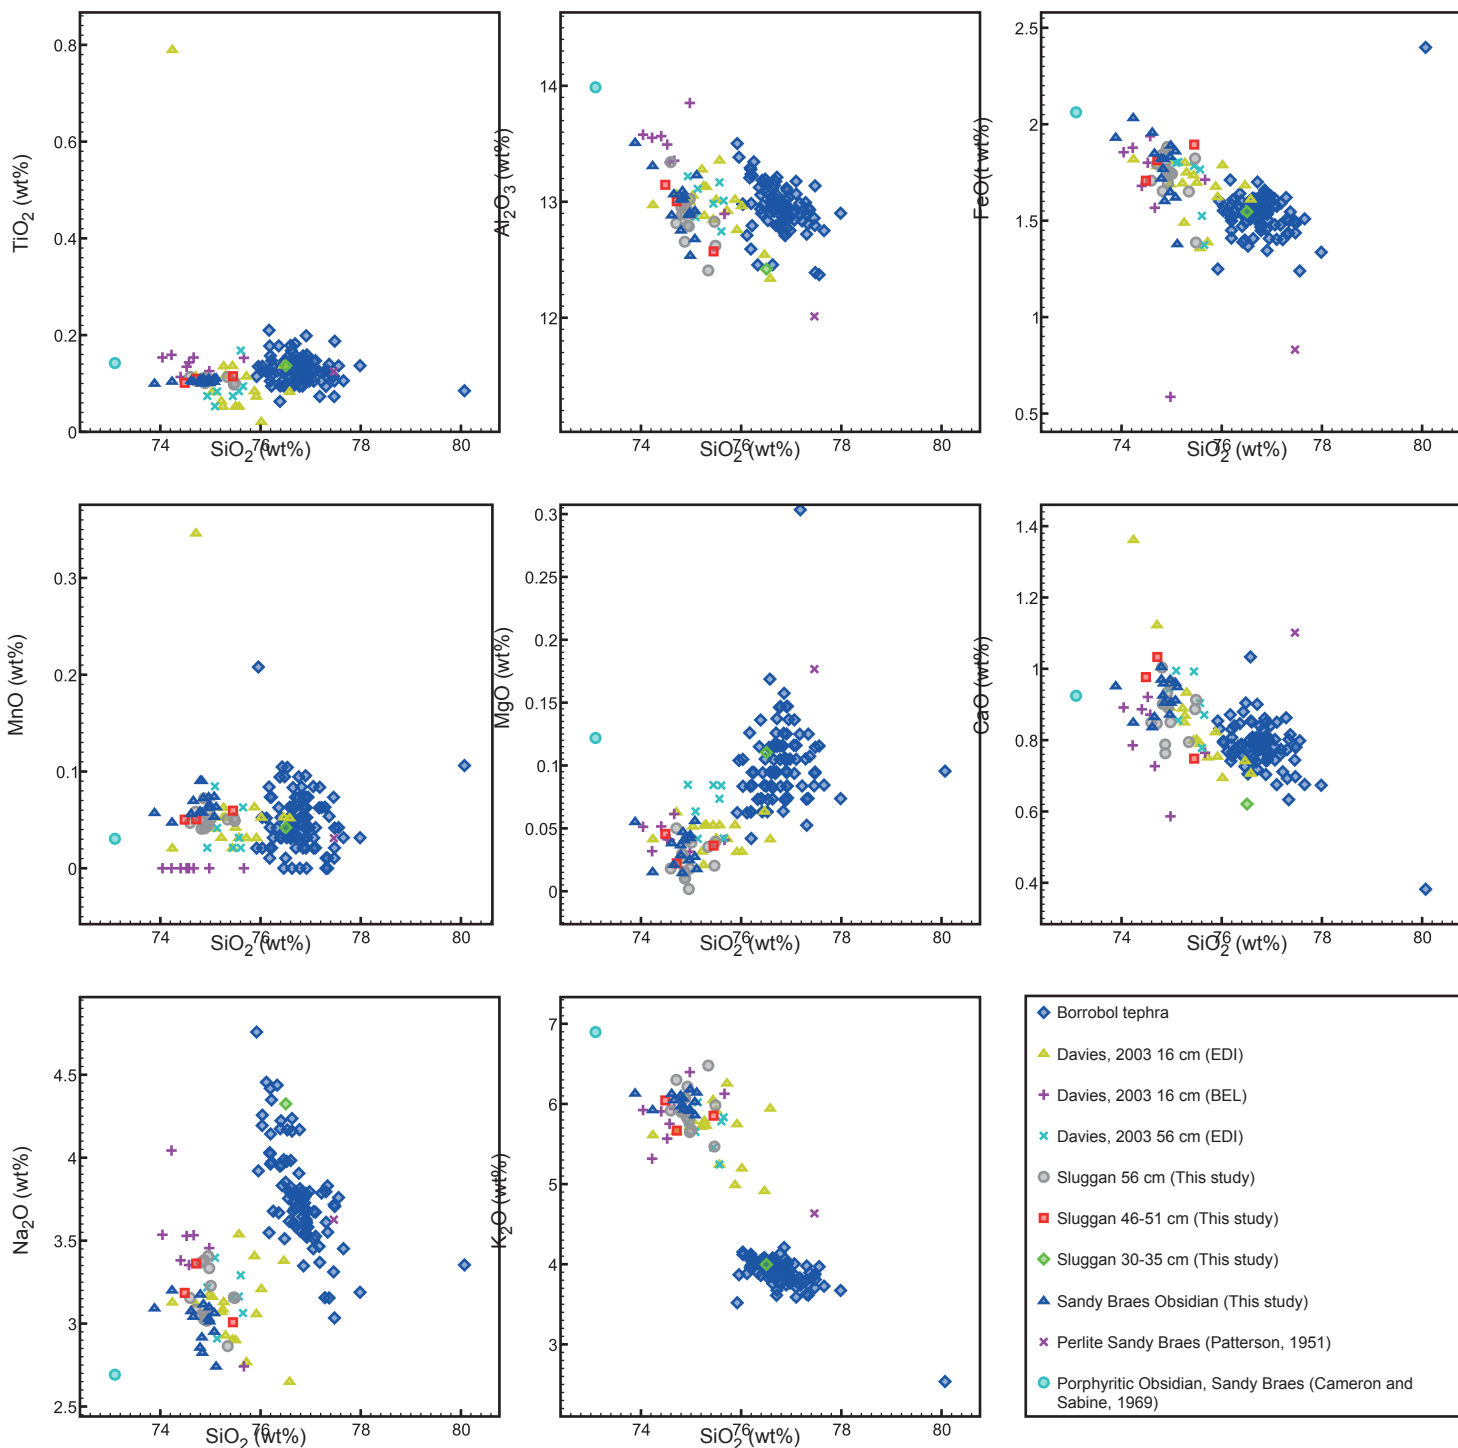 TiO2 (wt%)
0.8
0.6
0.4
0.2
0
74
76
78
80
SiO2 (wt%)
Al2O3 (wt%)
14
13
12
74
76
78
80
SiO2 (wt%)
FeO(t wt%)
2.5
2
1.5
1
0.5
74
76
78
80
SiO2 (wt%)
MnO (wt%)
0.3
0.2
0.1
0
74
76
78
80
SiO2 (wt%)
MgO (wt%)
0.3
0.25
0.2
0.15
0.1
0.05
0
74
76
78
80
SiO2 (wt%)
CaO (wt%)
1.4
1.2
1
0.8
0.6
0.4
74
76
78
80
SiO2 (wt%)
Na2O (wt%)
4.5
4
3.5
3
2.5
74
76
78
80
SiO2 (wt%)
K2O (wt%)
7
6
5
4
3
74
76
78
80
SiO2 (wt%)
Borrobol tephra
Davies, 2003 16 cm (EDI)
Davies, 2003 16 cm (BEL)
Davies, 2003 56 cm (EDI)
Sluggan 56 cm (This study)
Sluggan 46-51 cm (This study)
Sluggan 30-35 cm (This study)
Sandy Braes Obsidian (This study)
Perlite Sandy Braes (Patterson, 1951)
Porphyritic Obsidian, Sandy Braes (Cameron and
Sabine, 1969)